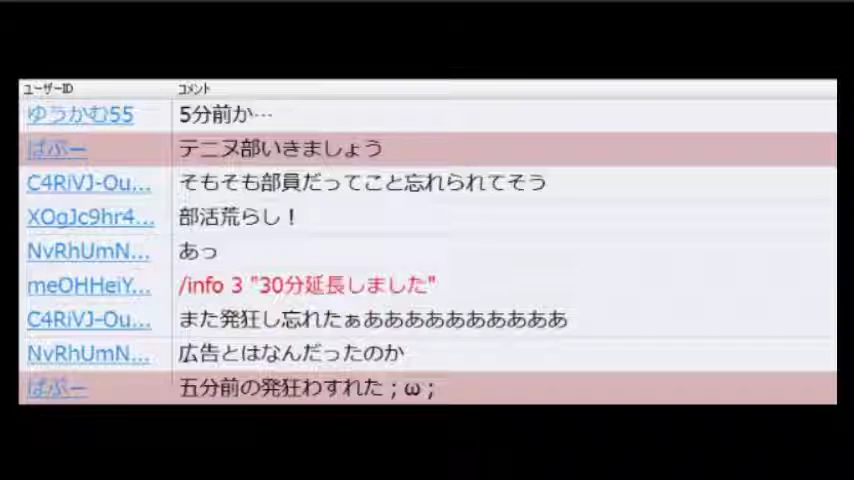 ユーザーID コメント
ゆうかむ55 5分前か…
ばぶー テニヌ部いきましょう
C4RiVJ-Ou... そもそも部員だってこと忘れられてそう
XOgJc9hr4... 部活荒らし！
NvRhUmN... あっ
meOHHeiY... /info 3 "30分延長しました"
C4RiVJ-Ou... また発狂し忘れたぁああああああああああ
NvRhUmN... 広告とはなんだったのか
ばぶー 五分前の発狂わすれた；ω；